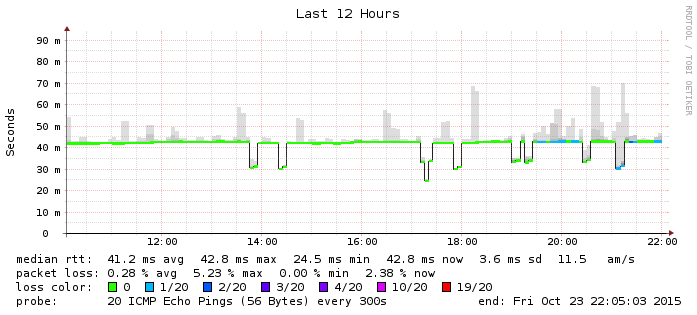 Last 12 Hours
RRDTOOL / TOBI OETIKER
Seconds
90 m
80 m
70 m
60 m
50 m
40 m
30 m
20 m
10 m
0
12:00 14:00 16:00 18:00 20:00 22:00
median rtt: 41.2 ms avg 42.8 ms max 24.5 ms min 42.8 ms now 3.6 ms sd 11.5 am/s
packet loss: 0.28 % avg 5.23 % max 0.00 % min 2.38 % now
loss color: 0 1/20 2/20 3/20 4/20 10/20 19/20
probe: 20 ICMP Echo Pings (56 Bytes) every 300s end: Fri Oct 23 22:05:03 2015